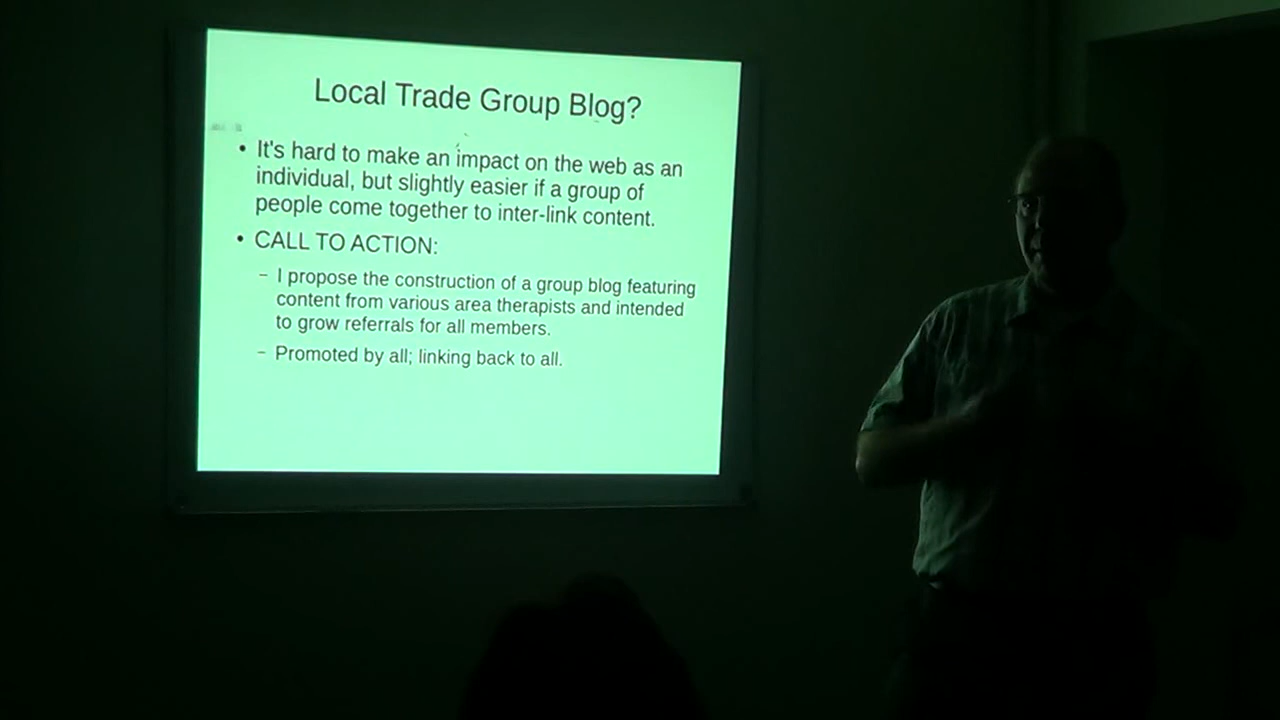 Local Trade Group Blog?
• It's hard to make an impact on the web as an
individual, but slightly easier if a group of
people come together to inter-link content.
• CALL TO ACTION:
– I propose the construction of a group blog featuring
content from various area therapists and intended
to grow referrals for all members.
– Promoted by all; linking back to all.